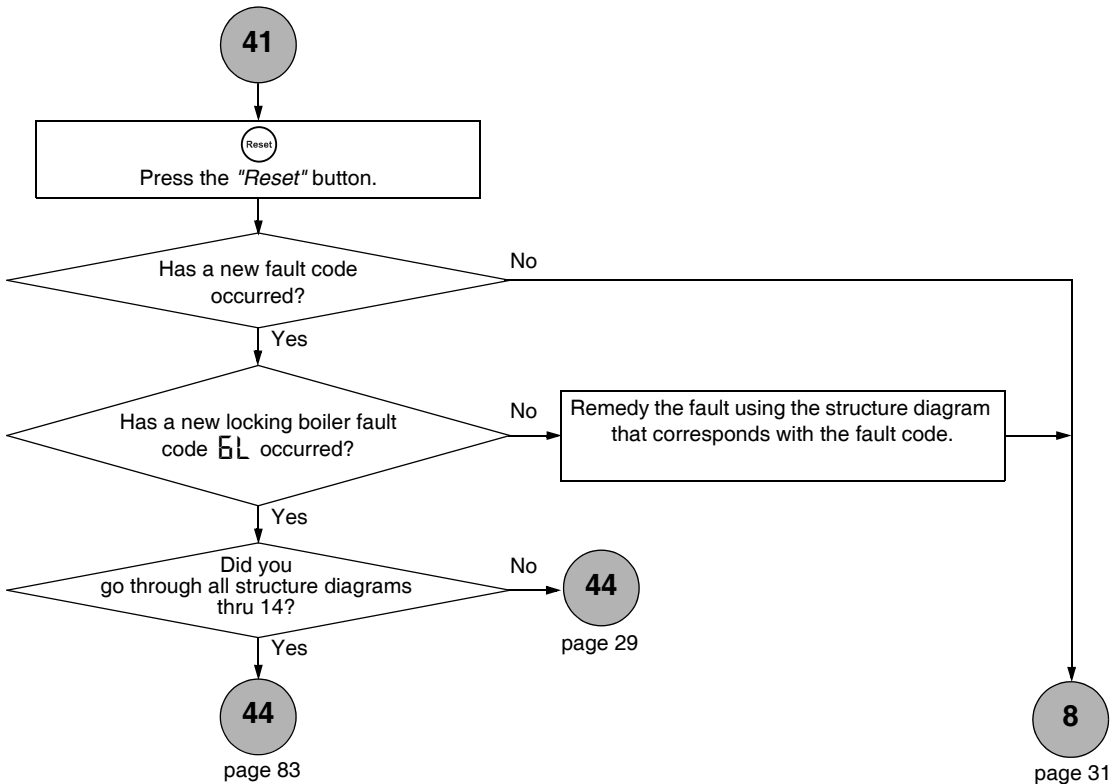 41
Reset
Press the "Reset" button.
Has a new fault code
occurred?
No
Yes
Has a new locking boiler fault
code 6L occurred?
No
Remedy the fault using the structure diagram
that corresponds with the fault code.
Yes
Did you
go through all structure diagrams
thru 14?
No
44
page 29
Yes
44
page 83
8
page 31